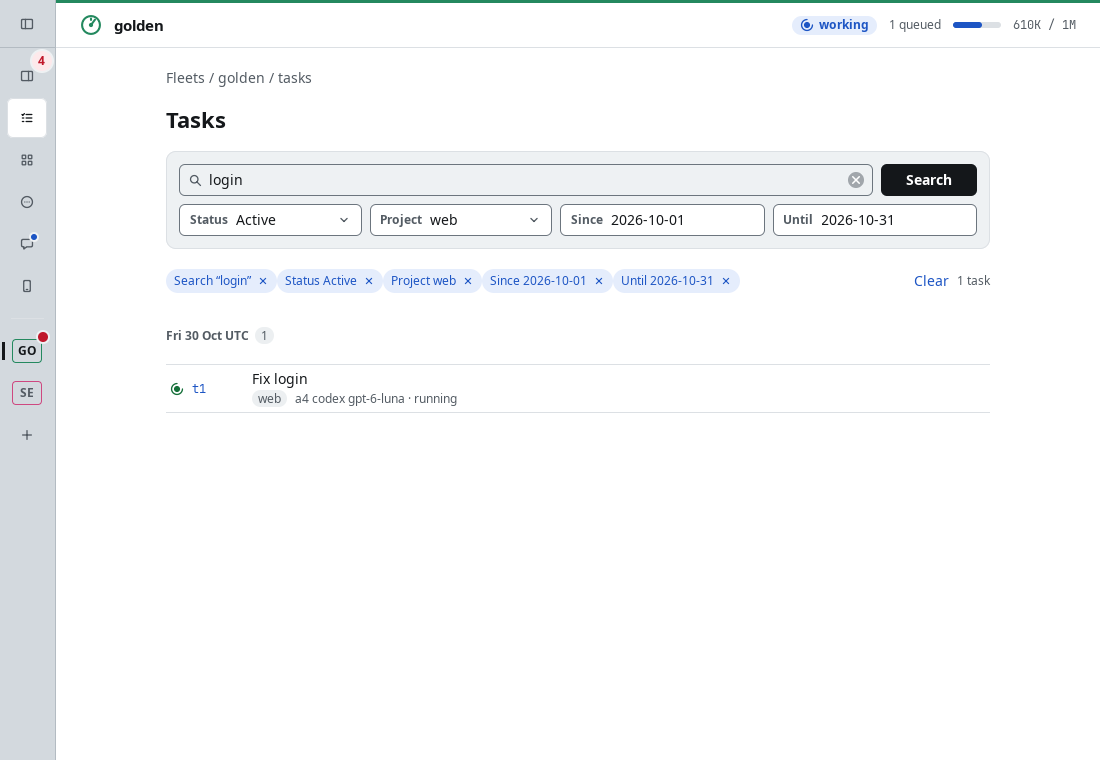 golden
working
1 queued
610K / 1M
4
Fleets / golden / tasks
Tasks
login
Search
Status Active
Project web
Since 2026-10-01
Until 2026-10-31
Search “login” ×
Status Active ×
Project web ×
Since 2026-10-01 ×
Until 2026-10-31 ×
Clear
1 task
Fri 30 Oct UTC 1
GO
t1
Fix login
web a4 codex gpt-6-luna · running
SE